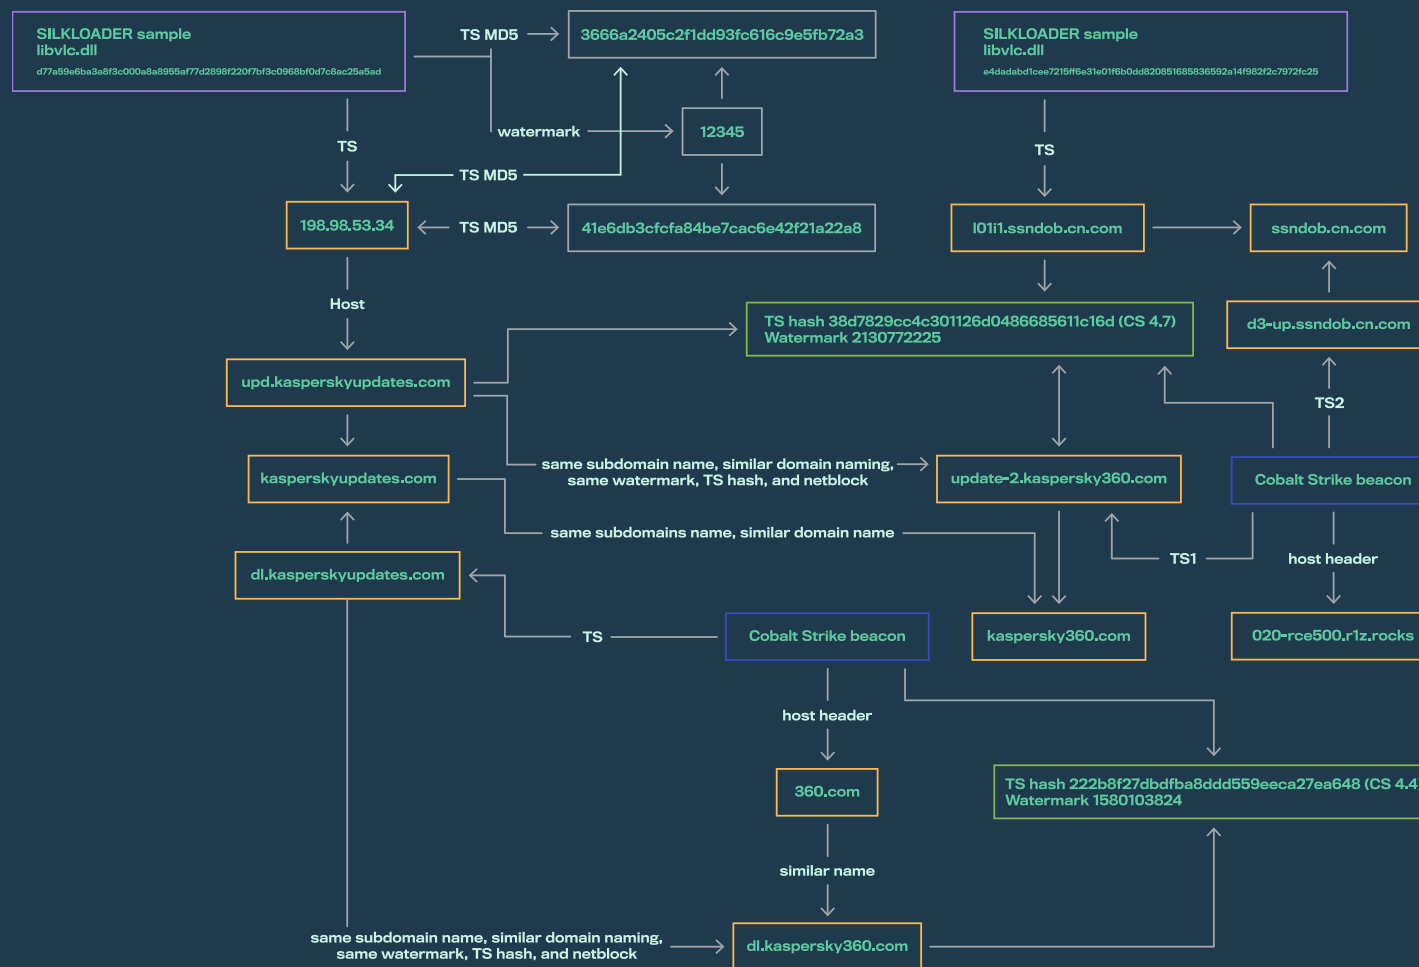 SILKLOADER sample
libvlc.dll
d77a59e6ba3a8f3c000a8a8955af77d2898f220f7bf3c0968bf0d7c8ac25a5ad
TS MD5
3666a2405c2f1dd93fc616c9e5fb72a3
SILKLOADER sample
libvlc.dll
e4dadabd1cee7215ff6e31e01f6b0dd820851685836592a14f982f2c7972fc25
watermark
12345
TS
TS
TS MD5
198.98.53.34
TS MD5
41e6db3cfcfa84be7cac6e42f21a22a8
l01i1.ssndob.cn.com
ssndob.cn.com
Host
TS hash 38d7829cc4c301126d0486685611c16d (CS 4.7)
Watermark 2130772225
d3-up.ssndob.cn.com
upd.kasperskyupdates.com
TS2
kasperskyupdates.com
same subdomain name, similar domain naming,
same watermark, TS hash, and netblock
update-2.kaspersky360.com
Cobalt Strike beacon
same subdomains name, similar domain name
TS1
host header
dl.kasperskyupdates.com
TS
Cobalt Strike beacon
kaspersky360.com
020-rce500.r1z.rocks
host header
360.com
TS hash 222b8f27dbdfba8ddd559eeca27ea648 (CS 4.4)
Watermark 1580103824
similar name
same subdomain name, similar domain naming,
same watermark, TS hash, and netblock
dl.kaspersky360.com